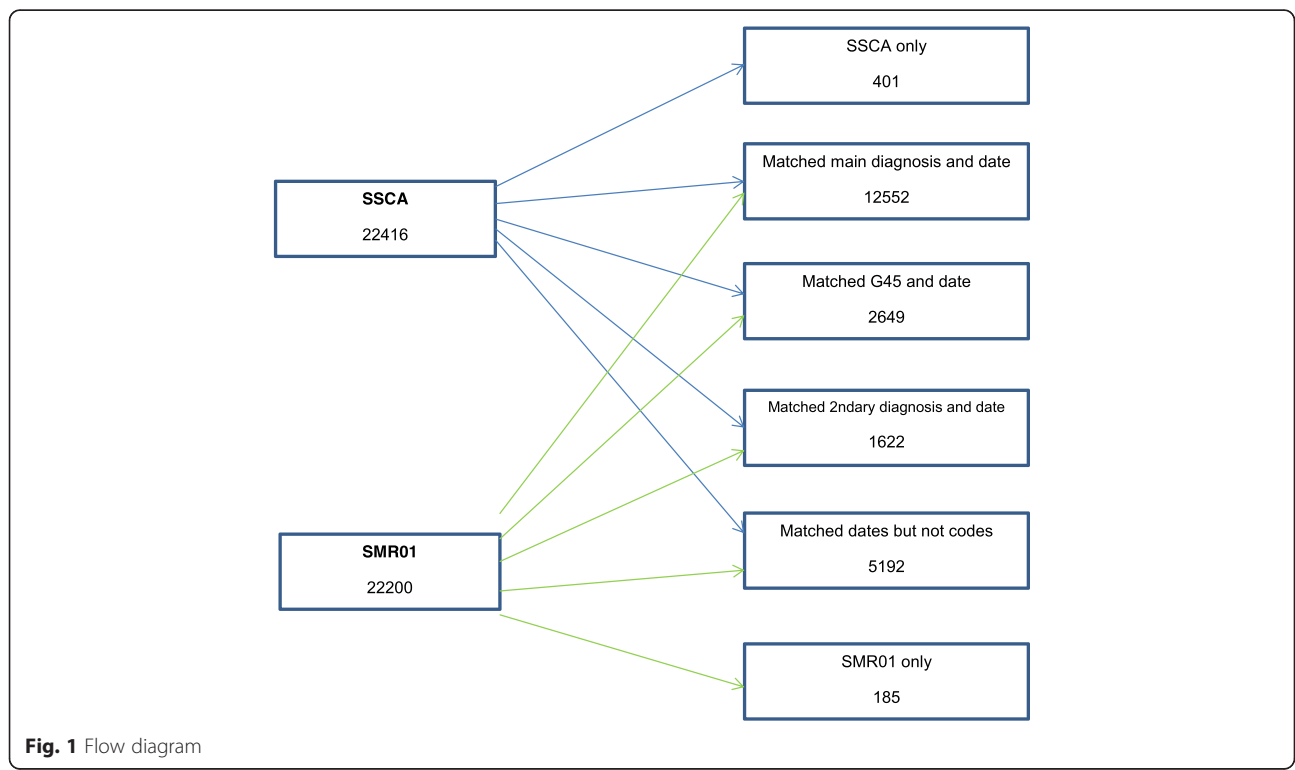 SSCA only
401
Matched main diagnosis and date
12552
SSCA
22416
Matched G45 and date
2649
Matched 2ndary diagnosis and date
1622
Matched dates but not codes
5192
SMR01
22200
SMR01 only
185
Fig. 1 Flow diagram